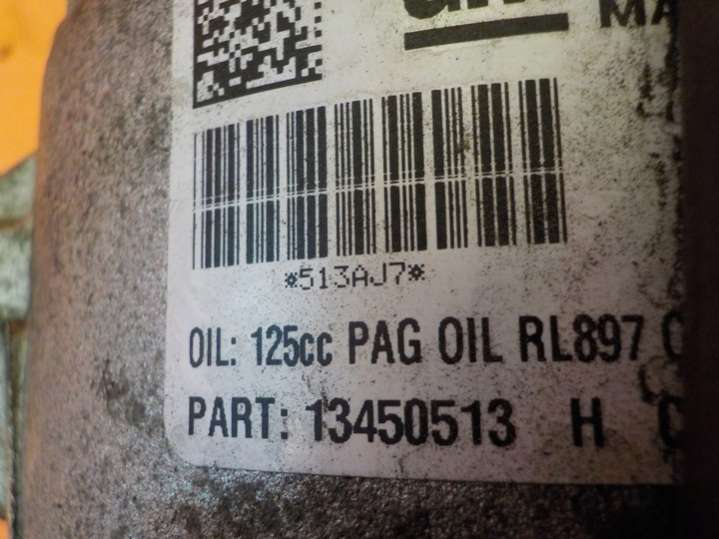 *513AJ7*
OIL: 125cc PAG OIL RL897
PART: 13450513 H